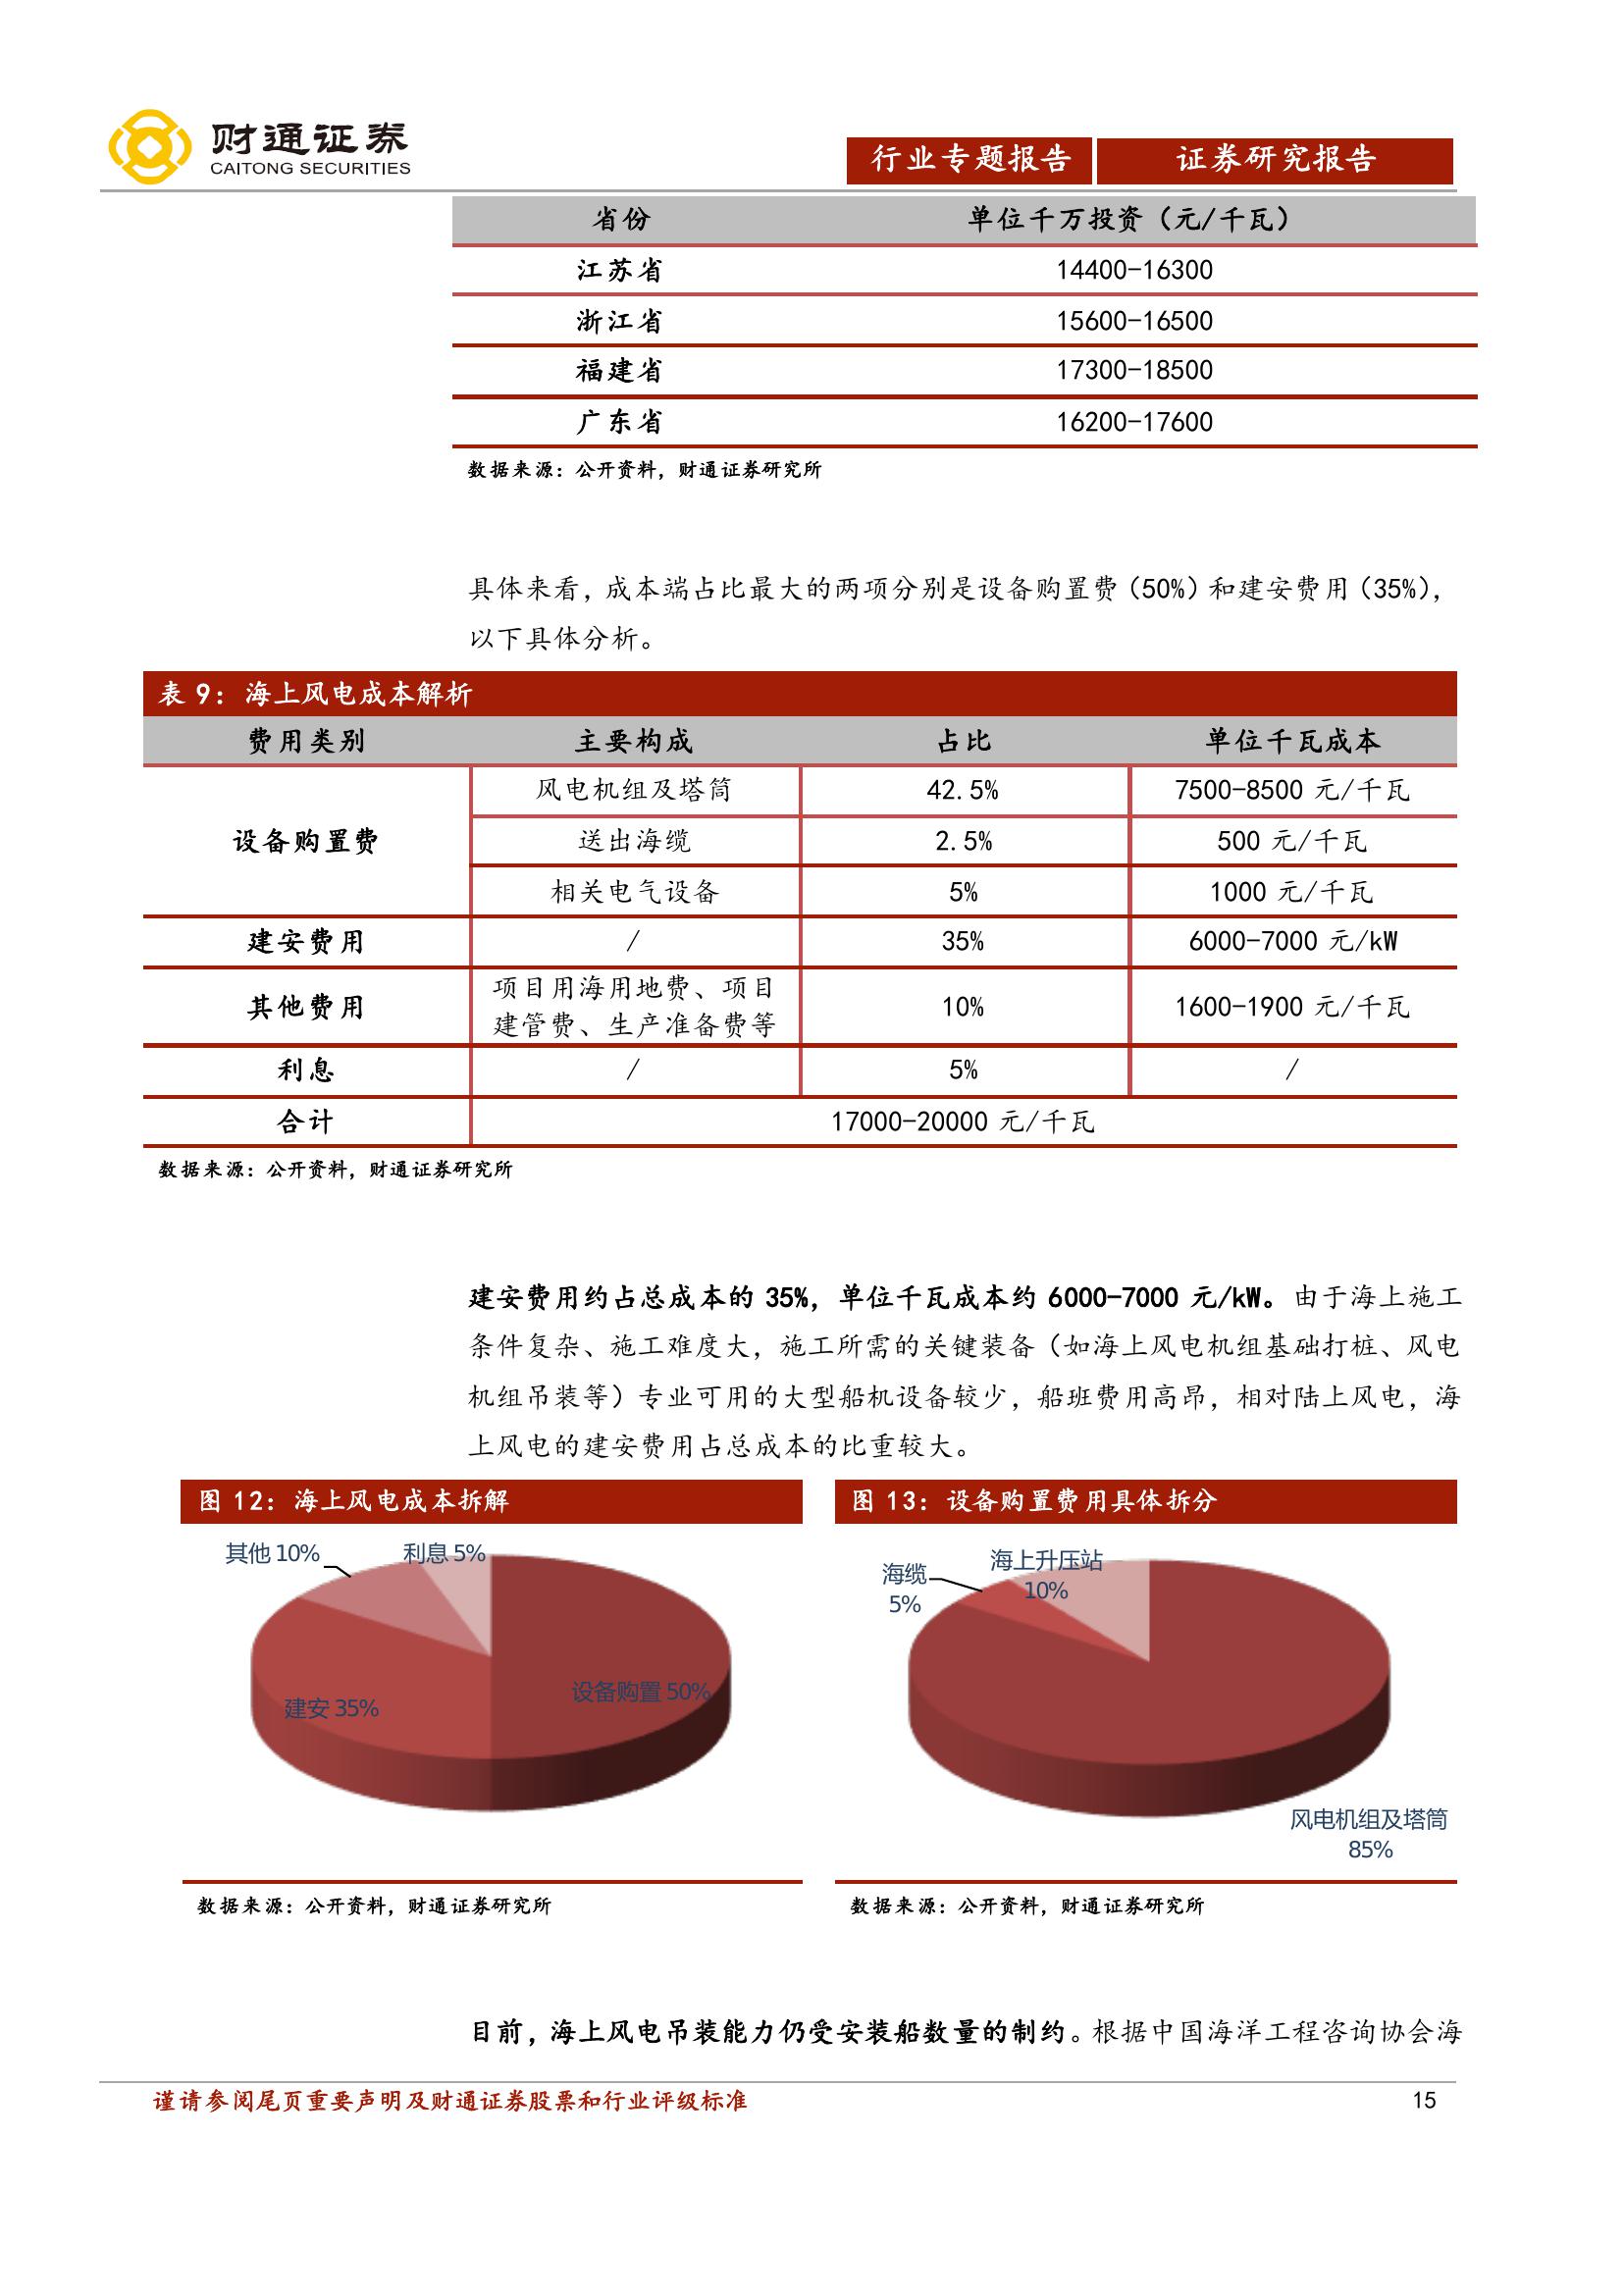 财通证券
CAITONG SECURITIES
行业专题报告 证券研究报告
省份 单位千万投资（元/千瓦）
江苏省 14400-16300
浙江省 15600-16500
福建省 17300-18500
广东省 16200-17600
数据来源：公开资料，财通证券研究所
具体来看，成本端占比最大的两项分别是设备购置费（50%）和建安费用（35%），
以下具体分析。
表 9：海上风电成本解析
费用类别 主要构成 占比 单位千瓦成本
设备购置费
风电机组及塔筒 42.5% 7500-8500 元/千瓦
送出海缆 2.5% 500 元/千瓦
相关电气设备 5% 1000 元/千瓦
建安费用 / 35% 6000-7000 元/kW
其他费用
项目用海用地费、项目
建管费、生产准备费等
10% 1600-1900 元/千瓦
利息 / 5% /
合计 17000-20000 元/千瓦
数据来源：公开资料，财通证券研究所
建安费用约占总成本的 35%，单位千瓦成本约 6000-7000 元/kW。由于海上施工
条件复杂、施工难度大，施工所需的关键装备（如海上风电机组基础打桩、风电
机组吊装等）专业可用的大型船机设备较少，船班费用高昂，相对陆上风电，海
上风电的建安费用占总成本的比重较大。
图 12：海上风电成本拆解
其他 10%
利息 5%
建安 35%
设备购置 50%
数据来源：公开资料，财通证券研究所
图 13：设备购置费用具体拆分
海缆
5%
海上升压站
10%
风电机组及塔筒
85%
数据来源：公开资料，财通证券研究所
目前，海上风电吊装能力仍受安装船数量的制约。根据中国海洋工程咨询协会海
谨请参阅尾页重要声明及财通证券股票和行业评级标准 15